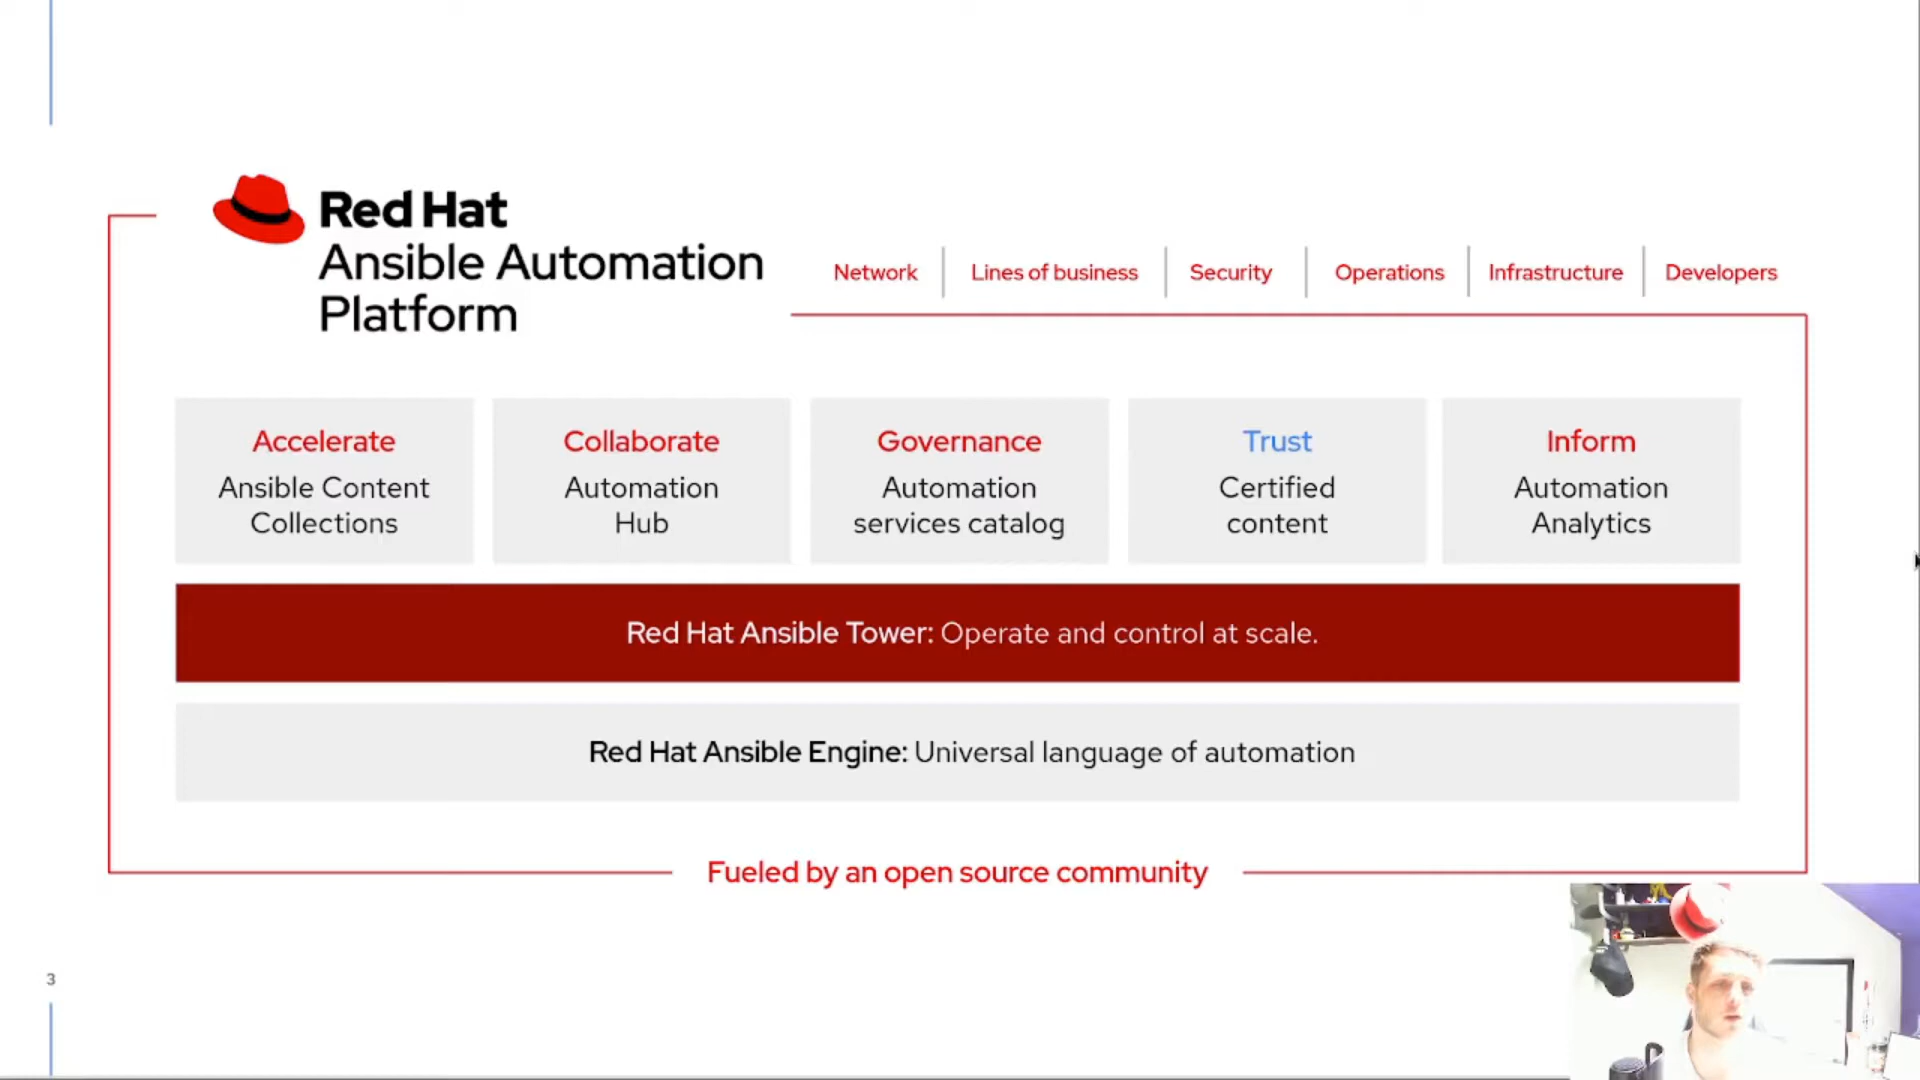 Red Hat
Ansible Automation
Platform
Network
Lines of business
Security
Operations
Infrastructure
Developers
Accelerate
Ansible Content
Collections
Collaborate
Automation
Hub
Governance
Automation
services catalog
Trust
Certified
content
Inform
Automation
Analytics
Red Hat Ansible Tower: Operate and control at scale.
Red Hat Ansible Engine: Universal language of automation
Fueled by an open source community
3